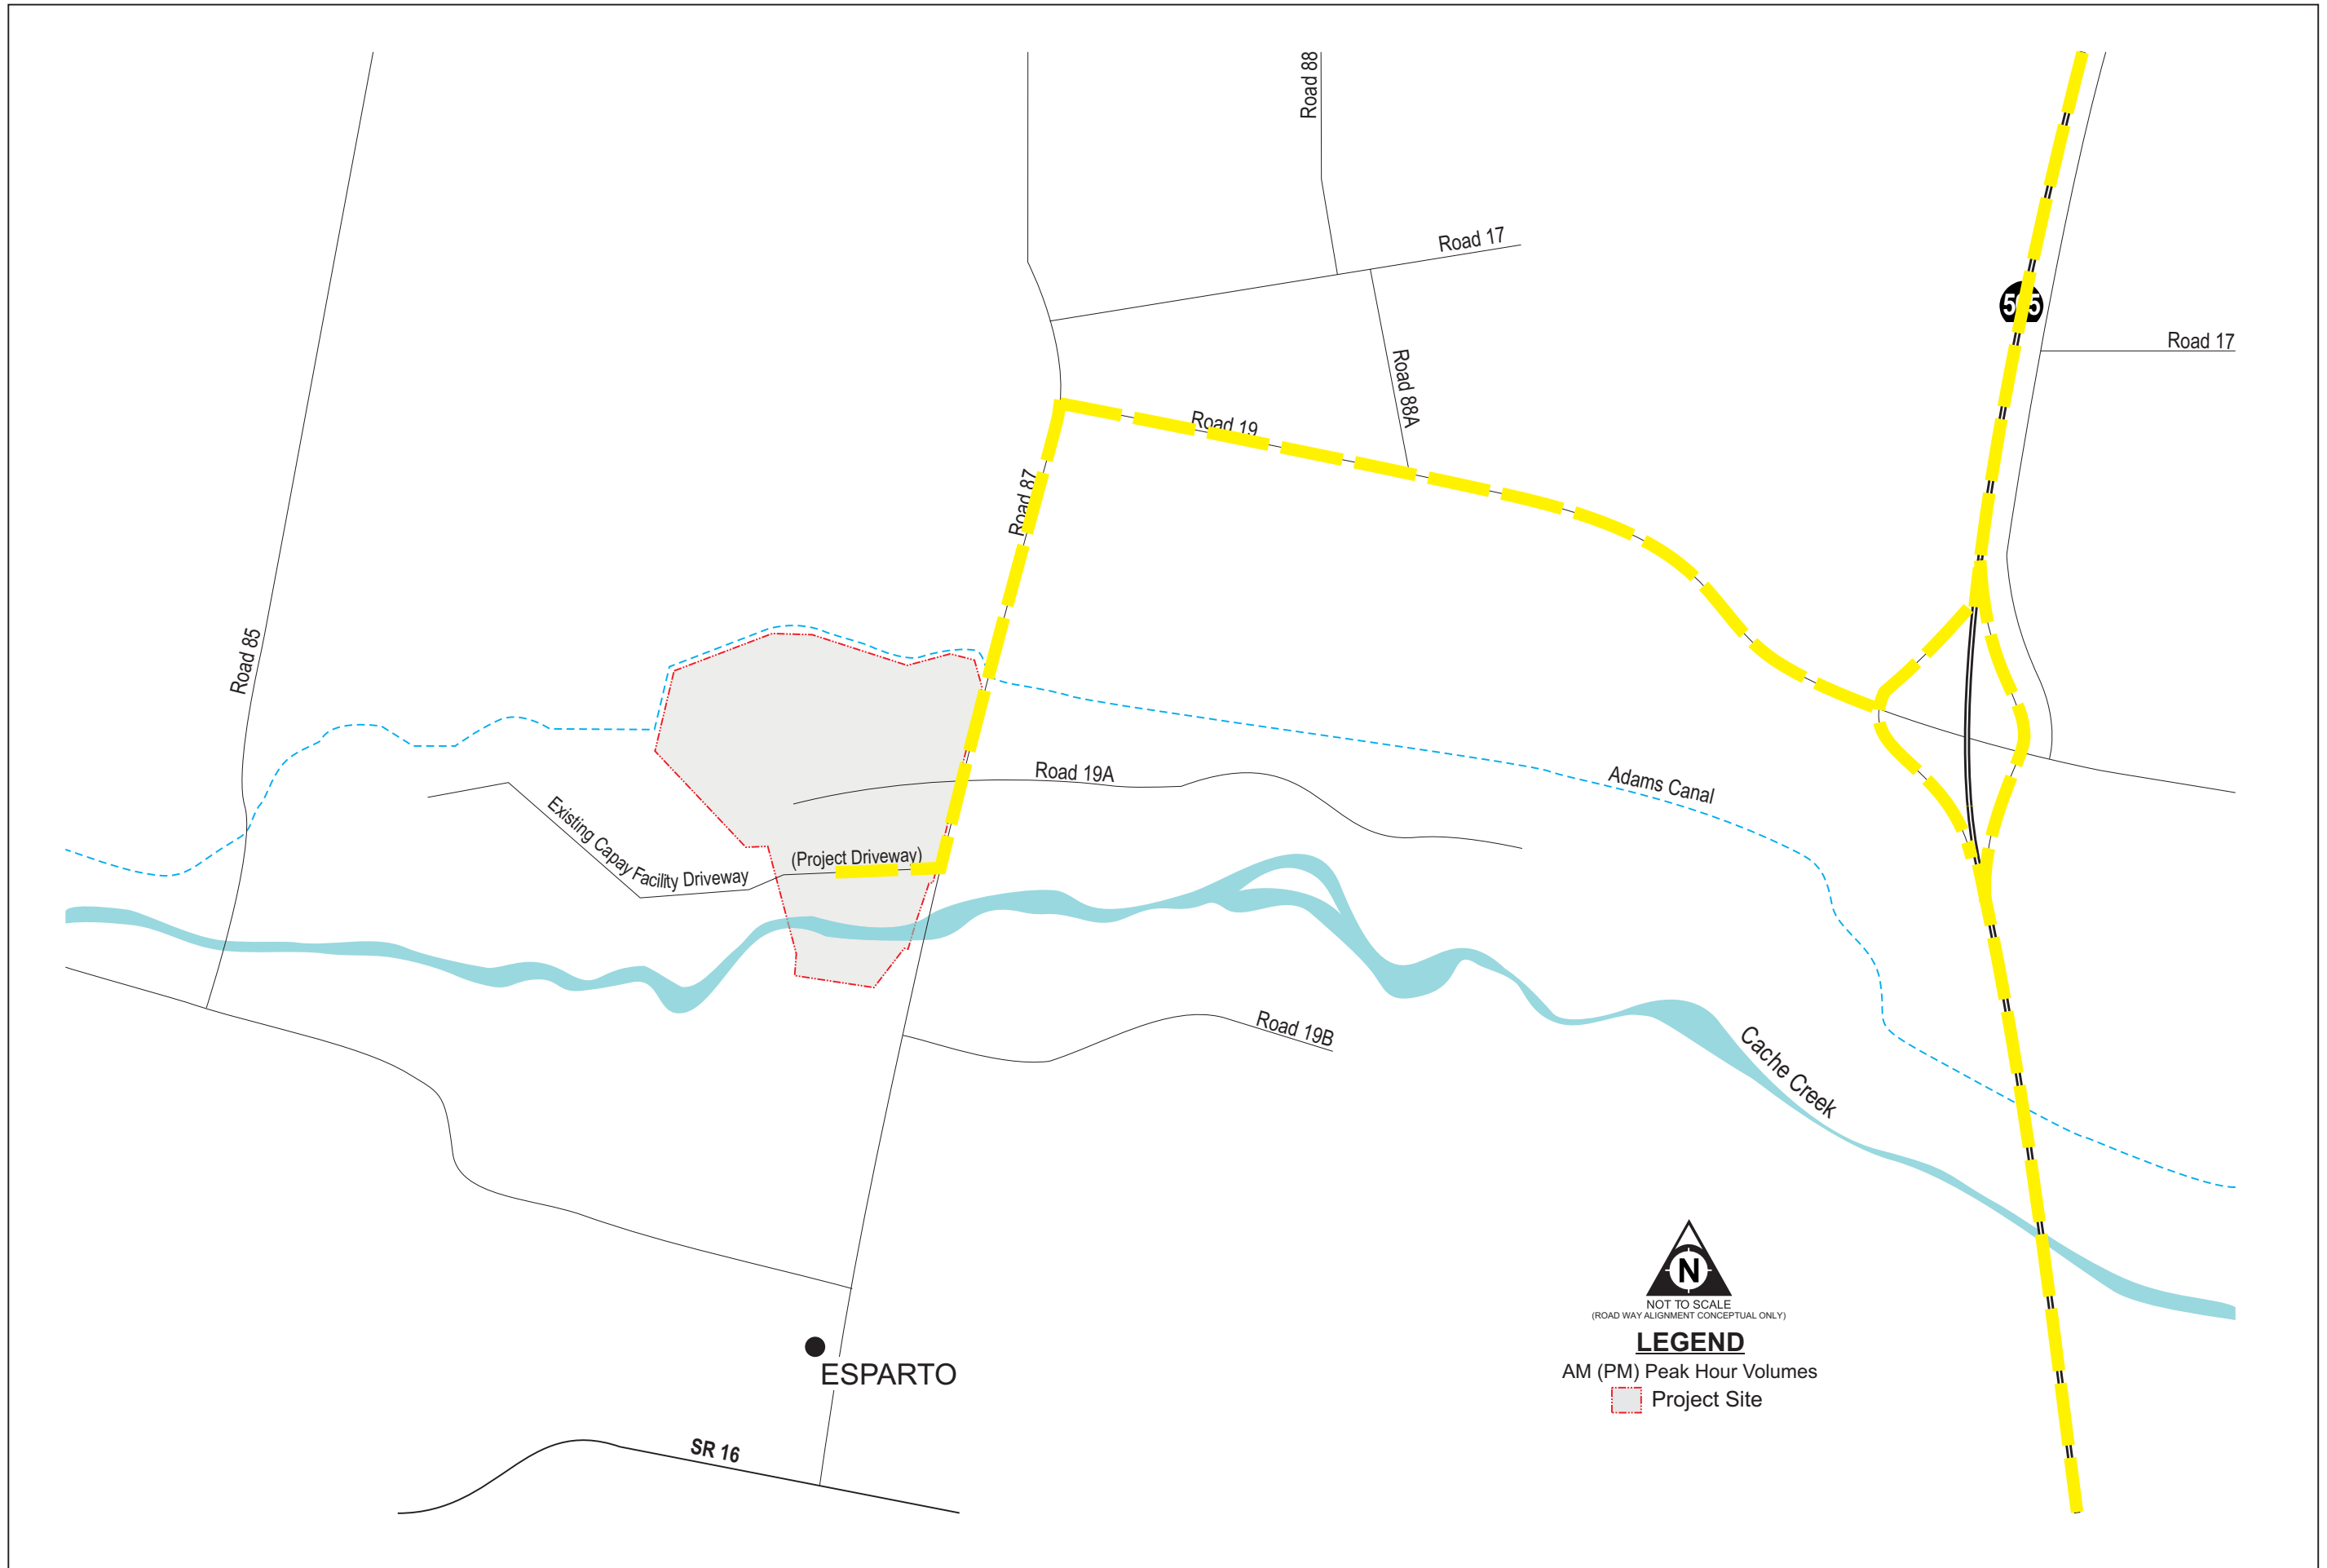 Road 88
Road 17
505
Road 17
Road 88A
Road 19
Road 87
Road 85
Road 19A
Adams Canal
Existing Capay Facility Driveway
(Project Driveway)
Road 19B
Cache Creek
N
NOT TO SCALE
(ROAD WAY ALIGNMENT CONCEPTUAL ONLY)
LEGEND
AM (PM) Peak Hour Volumes
Project Site
ESPARTO
SR 16